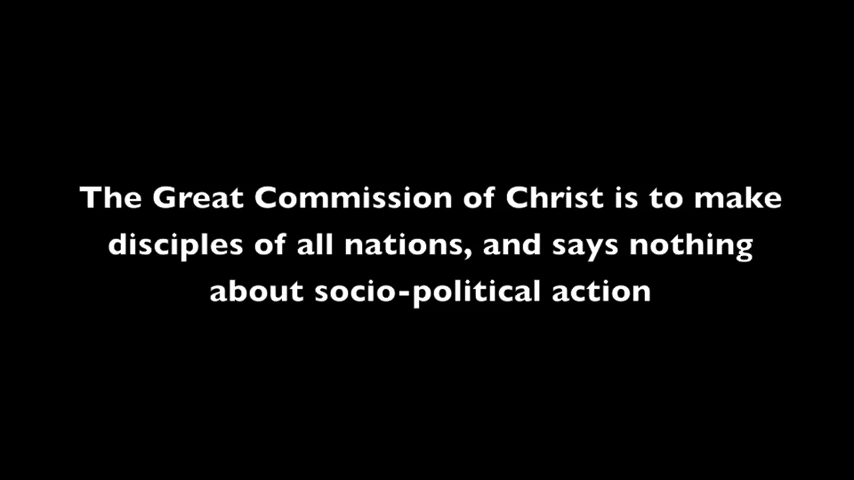 The Great Commission of Christ is to make
disciples of all nations, and says nothing
about socio-political action